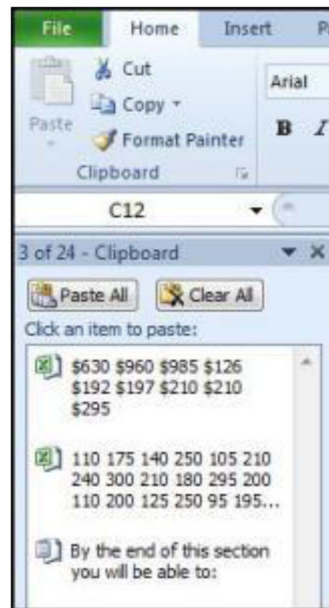 File Home Insert P
Cut
Copy
Paste
Format Painter
Arial
B I
Clipboard
C12
3 of 24 - Clipboard
Paste All Clear All
Click an item to paste:
$630 $960 $985 $126
$192 $197 $210 $210
$295
110 175 140 250 105 210
240 300 210 180 295 200
110 200 125 250 95 195...
By the end of this section
you will be able to: